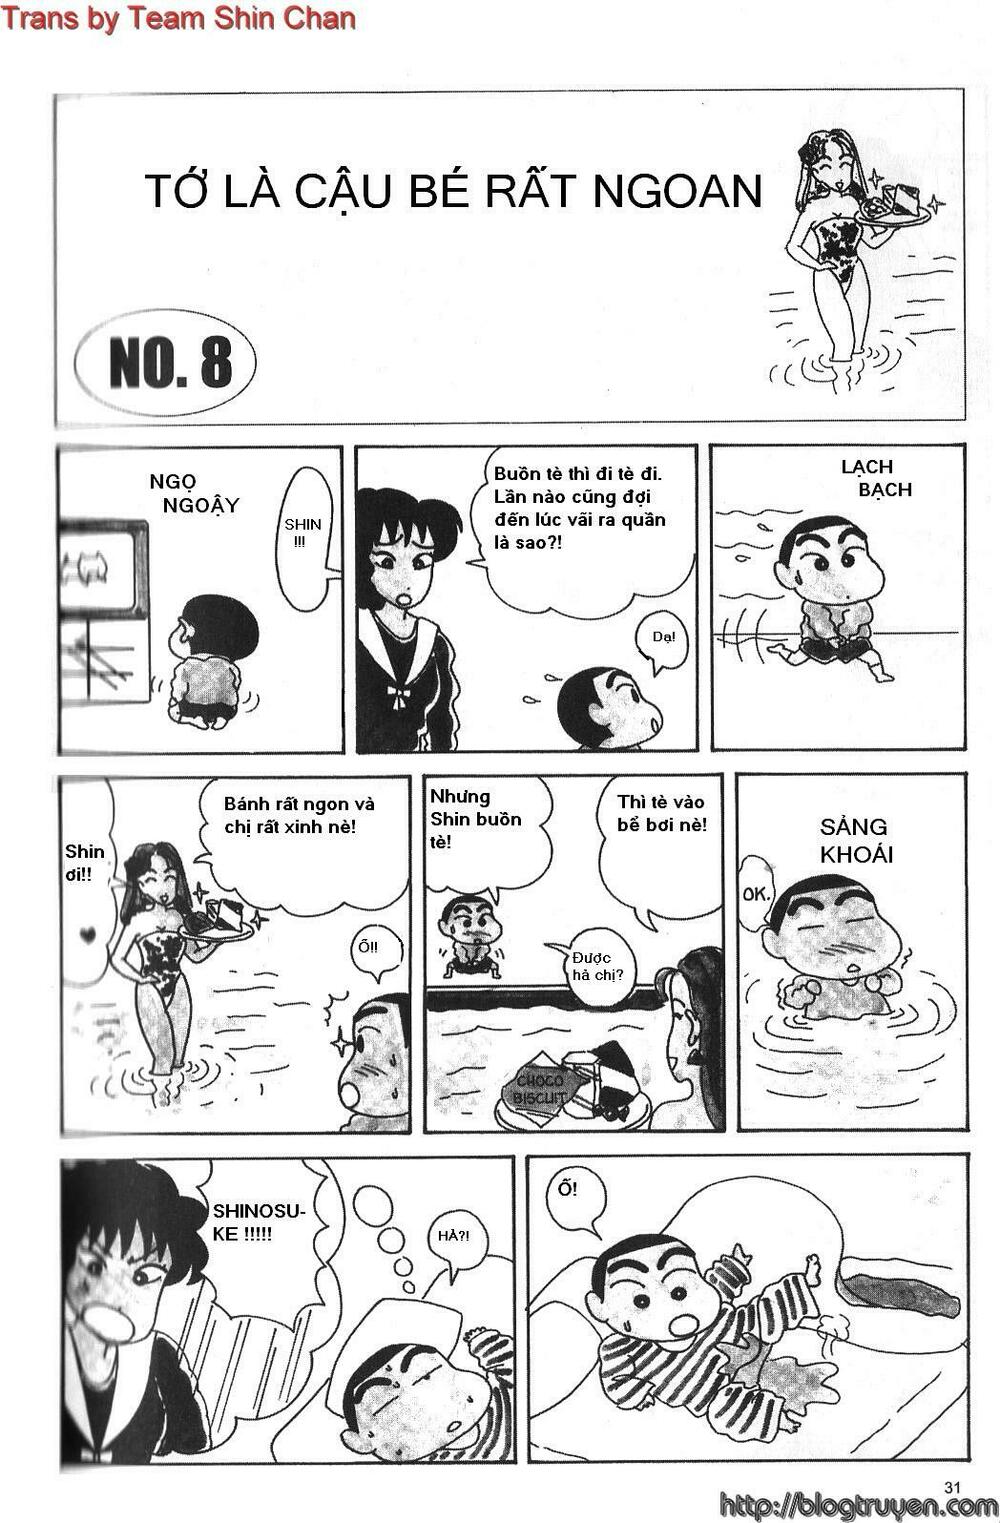 Trans by Team Shin Chan
TỚ LÀ CẬU BÉ RẤT NGOAN
NO. 8
NGỌ
NGOẬY
SHIN
!!!
Buồn tè thì đi tè đi.
Lần nào cũng đợi
đến lúc vãi ra quần
là sao?!
Dạ!
LẠCH
BẠCH
Shin
ơi!!
Bánh rất ngon và
chị rất xinh nè!
Ố!!
Nhưng
Shin buồn
tè!
Thì tè vào
bể bơi nè!
Được
hà chị?
CHOCO
BISCUIT
SẢNG
KHOÁI
OK.
SHINOSU-
KE !!!!!
HẢ?!
Ố!
31
http://blogtruyen.com